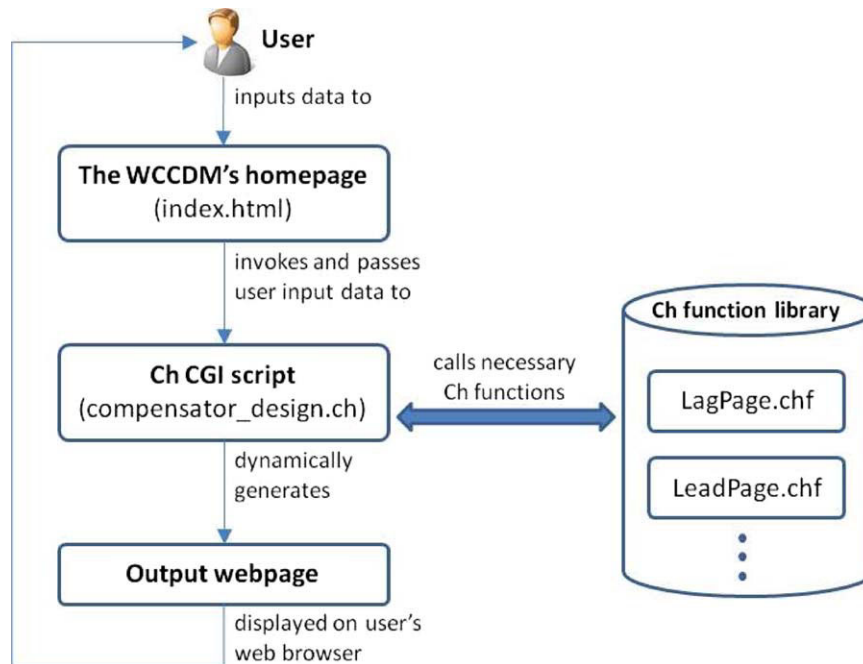 User
inputs data to
The WCCDM's homepage
(index.html)
invokes and passes
user input data to
Ch CGI script
(compensator_design.ch)
calls necessary
Ch functions
Ch function library
LagPage.chf
LeadPage.chf
dynamically
generates
Output webpage
displayed on user's
web browser